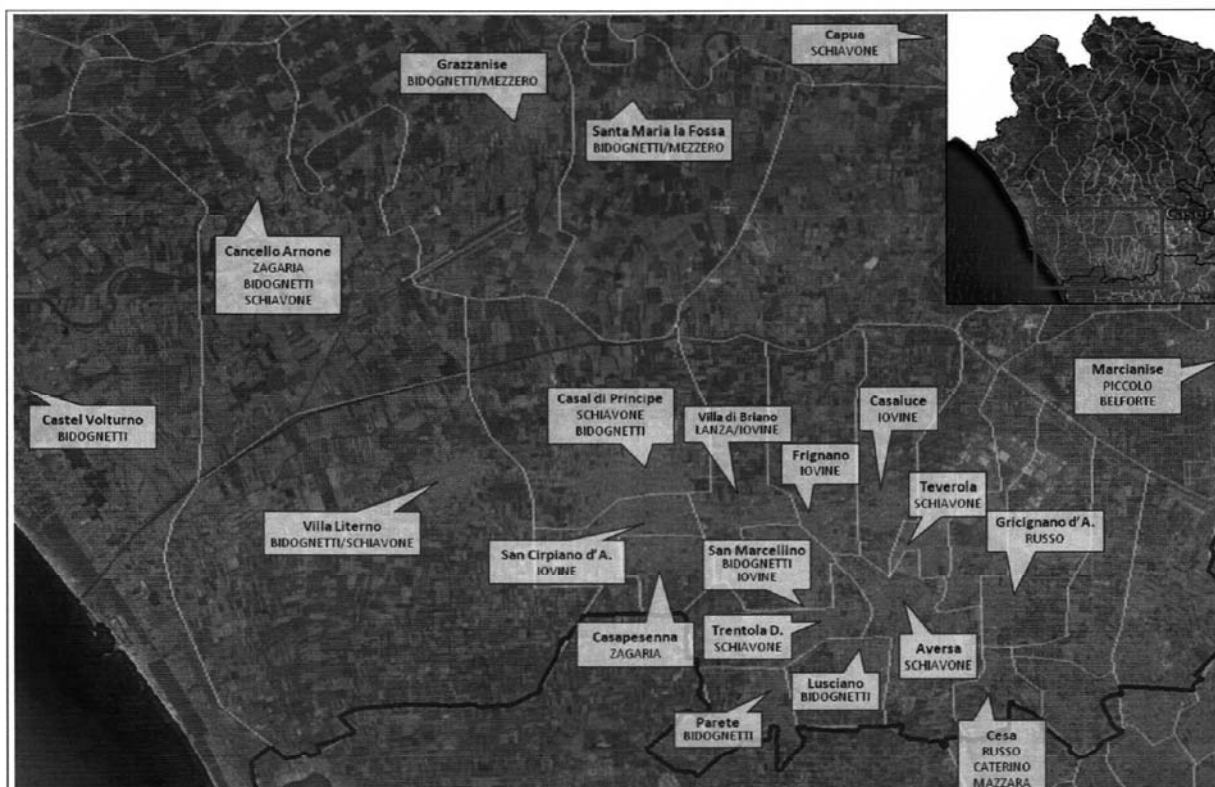 Capua
SCHIAVONE
Grazzanise
BIDOGNETTI/MEZZERO
Santa Maria la Fossa
BIDOGNETTI/MEZZERO
Cancello Arnone
ZAGARIA
BIDOGNETTI
SCHIAVONE
Marcianise
PICCOLO
BELFORTE
Castel Volturno
BIDOGNETTI
Casal di Principe
SCHIAVONE
BIDOGNETTI
Villa di Briano
LANZA/IOVINE
Casaluce
IOVINE
Frignano
IOVINE
Teverola
SCHIAVONE
Villa Literno
BIDOGNETTI/SCHIAVONE
Gricignano d'A.
RUSSO
San Cirpiano d'A.
IOVINE
San Marcellino
BIDOGNETTI
IOVINE
Casapesenna
ZAGARIA
Trentola D.
SCHIAVONE
Aversa
SCHIAVONE
Lusciano
BIDOGNETTI
Parete
BIDOGNETTI
Cesa
RUSSO
CATERINO
MAZZARA